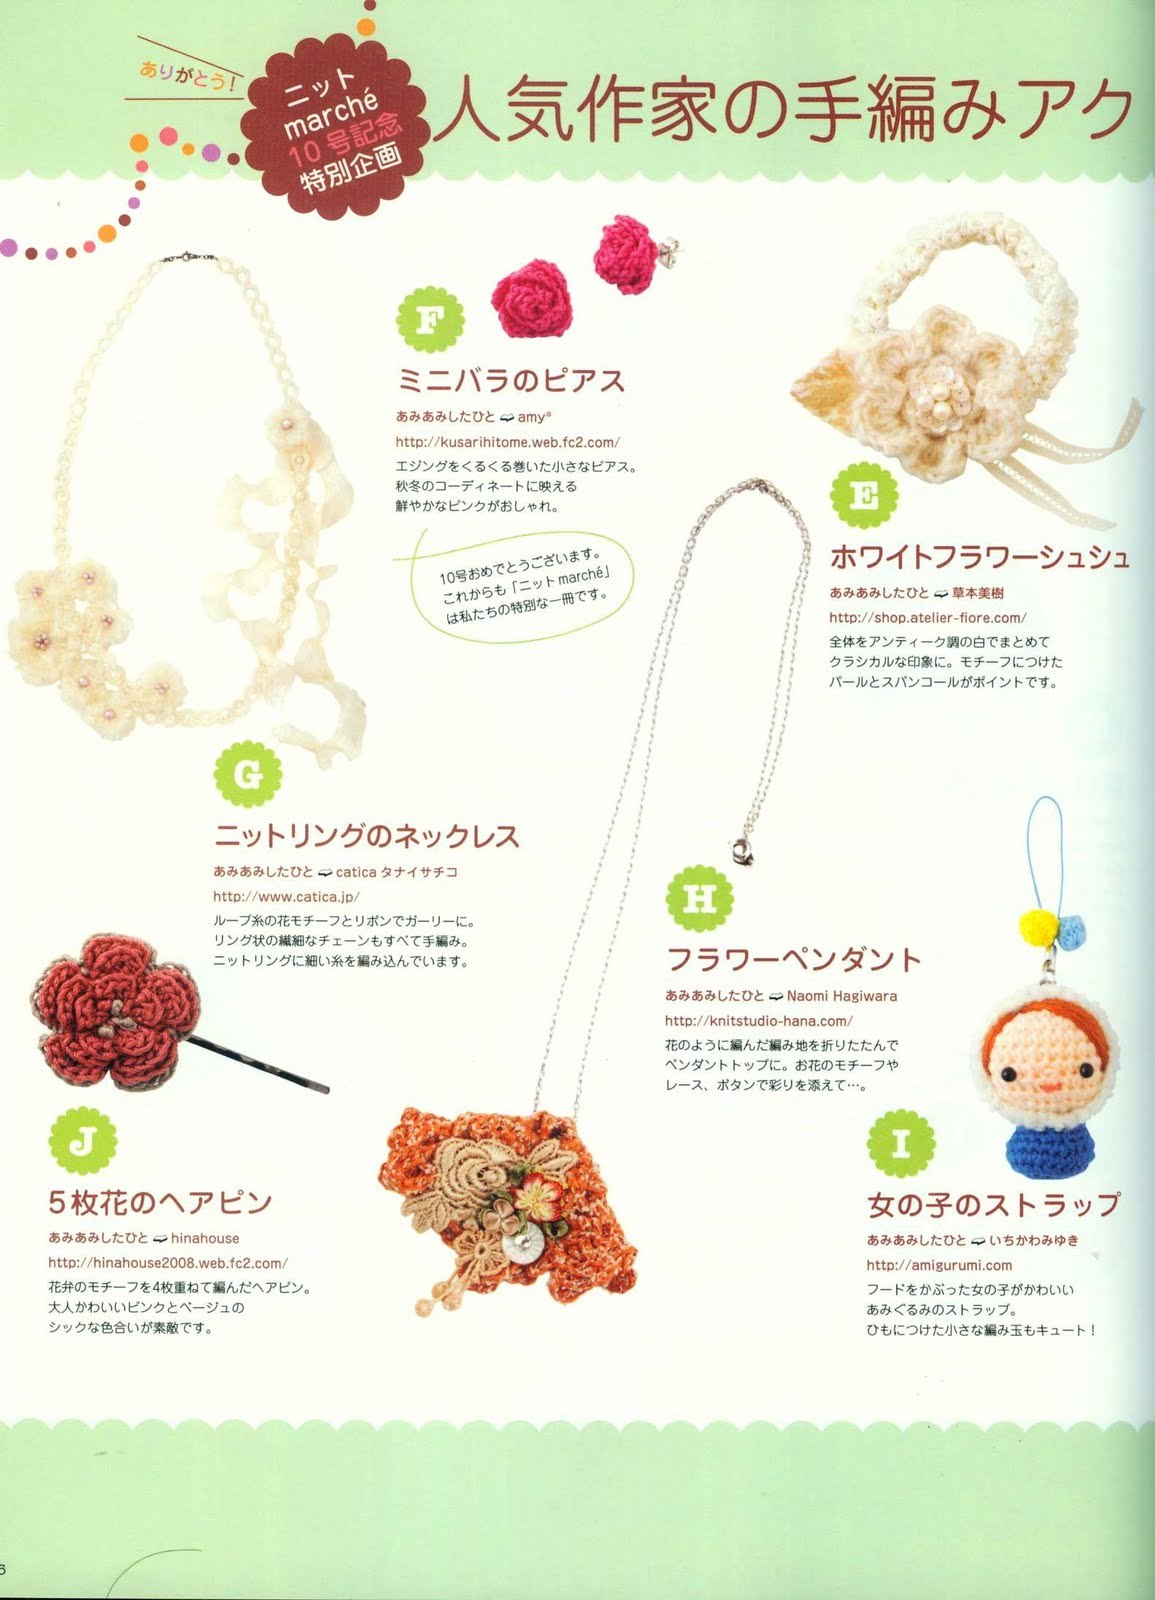 ありがとう！
ニット
marché
10号記念
特別企画
人気作家の手編みアク
F
ミニバラのピアス
あみあみしたひと ➫ amy*
http://kusarihitome.web.fc2.com/
エジングをくるくる巻いた小さなピアス。
秋冬のコーディネートに映える
鮮やかなピンクがおしゃれ。
10号おめでとうございます。
これからも「ニットmarché」
は私たちの特別な一冊です。
E
ホワイトフラワーシュシュ
あみあみしたひと ➫ 草本美樹
http://shop.atelier-fiore.com/
全体をアンティーク調の白でまとめて
クラシカルな印象に。モチーフにつけた
パールとスパンコールがポイントです。
G
ニットリングのネックレス
あみあみしたひと ➫ catica タナイサチコ
http://www.catica.jp/
ループ糸の花モチーフとリボンでガーリーに。
リング状の繊細なチェーンもすべて手編み。
ニットリングに細い糸を編み込んでいます。
H
フラワーペンダント
あみあみしたひと ➫ Naomi Hagiwara
http://knitstudio-hana.com/
花のように編んだ編み地を折りたたんで
ペンダントトップに。お花のモチーフや
レース、ボタンで彩りを添えて…。
J
5枚花のヘアピン
あみあみしたひと ➫ hinahouse
http://hinahouse2008.web.fc2.com/
花弁のモチーフを4枚重ねて編んだヘアピン。
大人かわいいピンクとベージュの
シックな色合いが素敵です。
I
女の子のストラップ
あみあみしたひと ➫ いちかわみゆき
http://amigurumi.com
フードをかぶった女の子がかわいい
あみぐるみのストラップ。
ひもにつけた小さな編み玉もキュート！
6